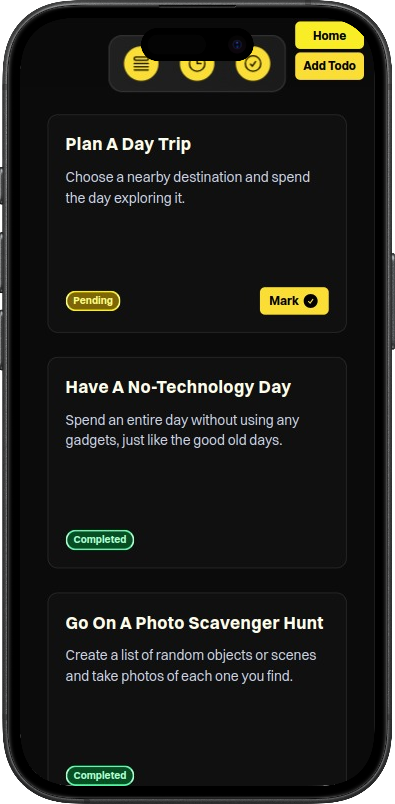 Home
Add Todo
Plan A Day Trip
Choose a nearby destination and spend
the day exploring it.
Pending
Mark
Have A No-Technology Day
Spend an entire day without using any
gadgets, just like the good old days.
Completed
Go On A Photo Scavenger Hunt
Create a list of random objects or scenes
and take photos of each one you find.
Completed